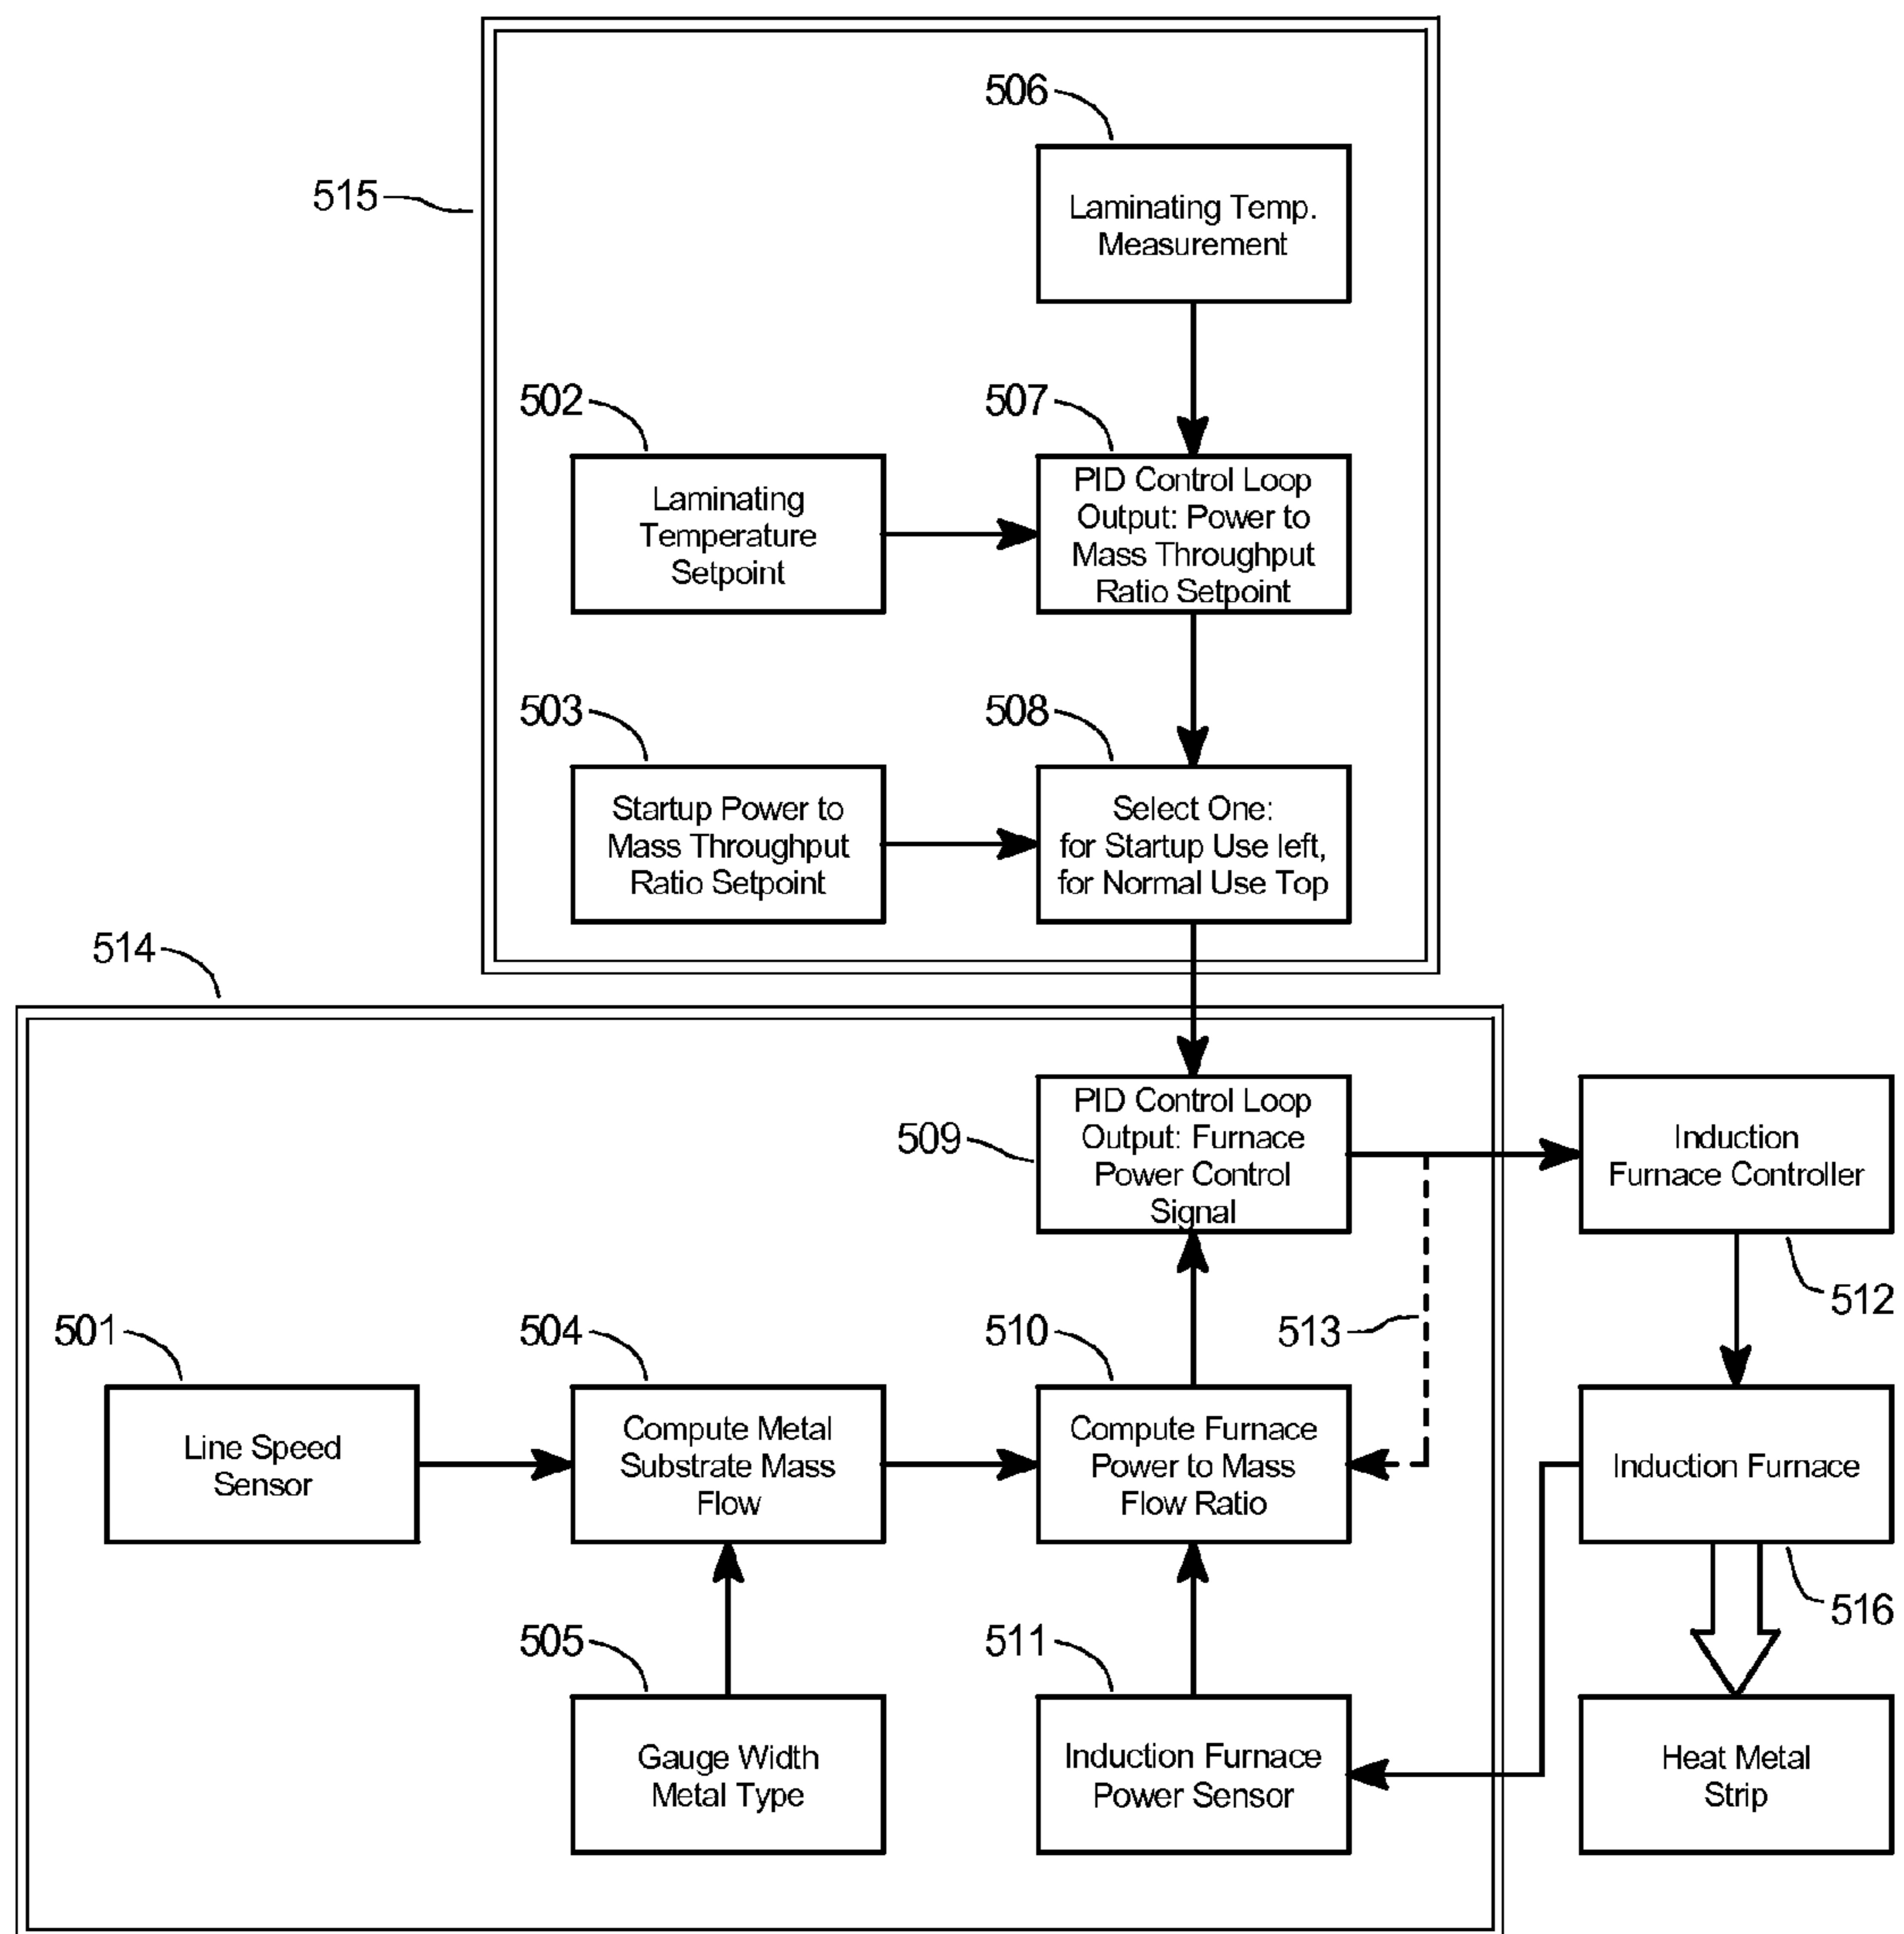 506
515
Laminating Temp.
Measurement
502
507
Laminating
Temperature
Setpoint
PID Control Loop
Output: Power to
Mass Throughput
Ratio Setpoint
503
508
Startup Power to
Mass Throughput
Ratio Setpoint
Select One:
for Startup Use left,
for Normal Use Top
514
509
PID Control Loop
Output: Furnace
Power Control
Signal
Induction
Furnace Controller
512
501
504
510
513
Line Speed
Sensor
Compute Metal
Substrate Mass
Flow
Compute Furnace
Power to Mass
Flow Ratio
Induction Furnace
516
505
511
Gauge Width
Metal Type
Induction Furnace
Power Sensor
Heat Metal
Strip